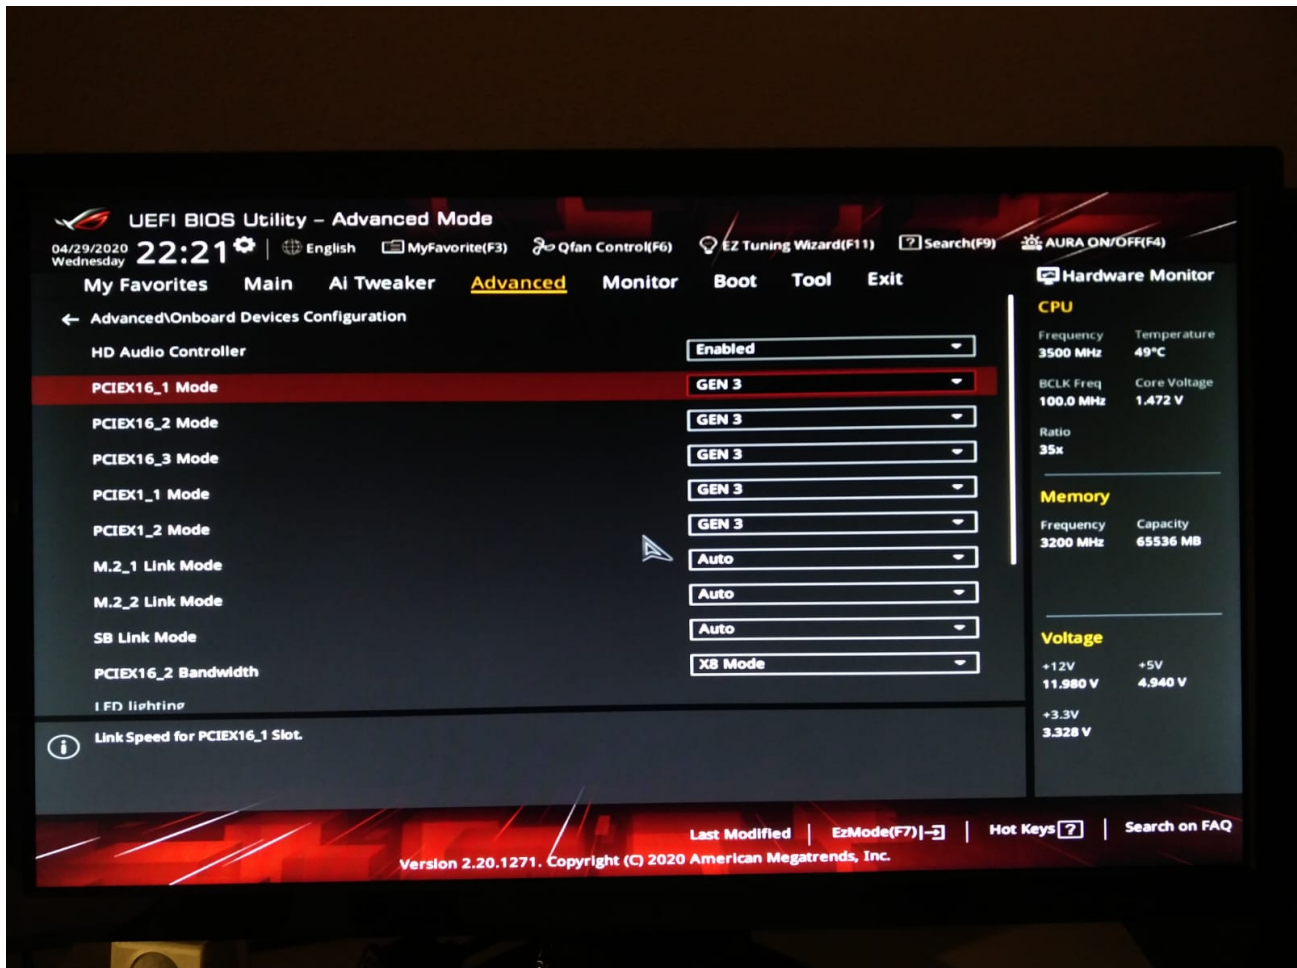 UEFI BIOS Utility – Advanced Mode
04/29/2020 Wednesday 22:21 English MyFavorite(F3) Qfan Control(F6) EZ Tuning Wizard(F11) ? Search(F9) AURA ON/OFF(F4)
My Favorites Main Ai Tweaker Advanced Monitor Boot Tool Exit
← Advanced\Onboard Devices Configuration
HD Audio Controller Enabled
PCIEX16_1 Mode GEN 3
PCIEX16_2 Mode GEN 3
PCIEX16_3 Mode GEN 3
PCIEX1_1 Mode GEN 3
PCIEX1_2 Mode GEN 3
M.2_1 Link Mode Auto
M.2_2 Link Mode Auto
SB Link Mode Auto
PCIEX16_2 Bandwidth X8 Mode
LED lighting
Link Speed for PCIEX16_1 Slot.
Hardware Monitor
CPU
Frequency Temperature
3500 MHz 49°C
BCLK Freq Core Voltage
100.0 MHz 1.472 V
Ratio
35x
Memory
Frequency Capacity
3200 MHz 65536 MB
Voltage
+12V +5V
11.980 V 4.940 V
+3.3V
3.328 V
Last Modified EzMode(F7) Hot Keys ? Search on FAQ
Version 2.20.1271. Copyright (C) 2020 American Megatrends, Inc.